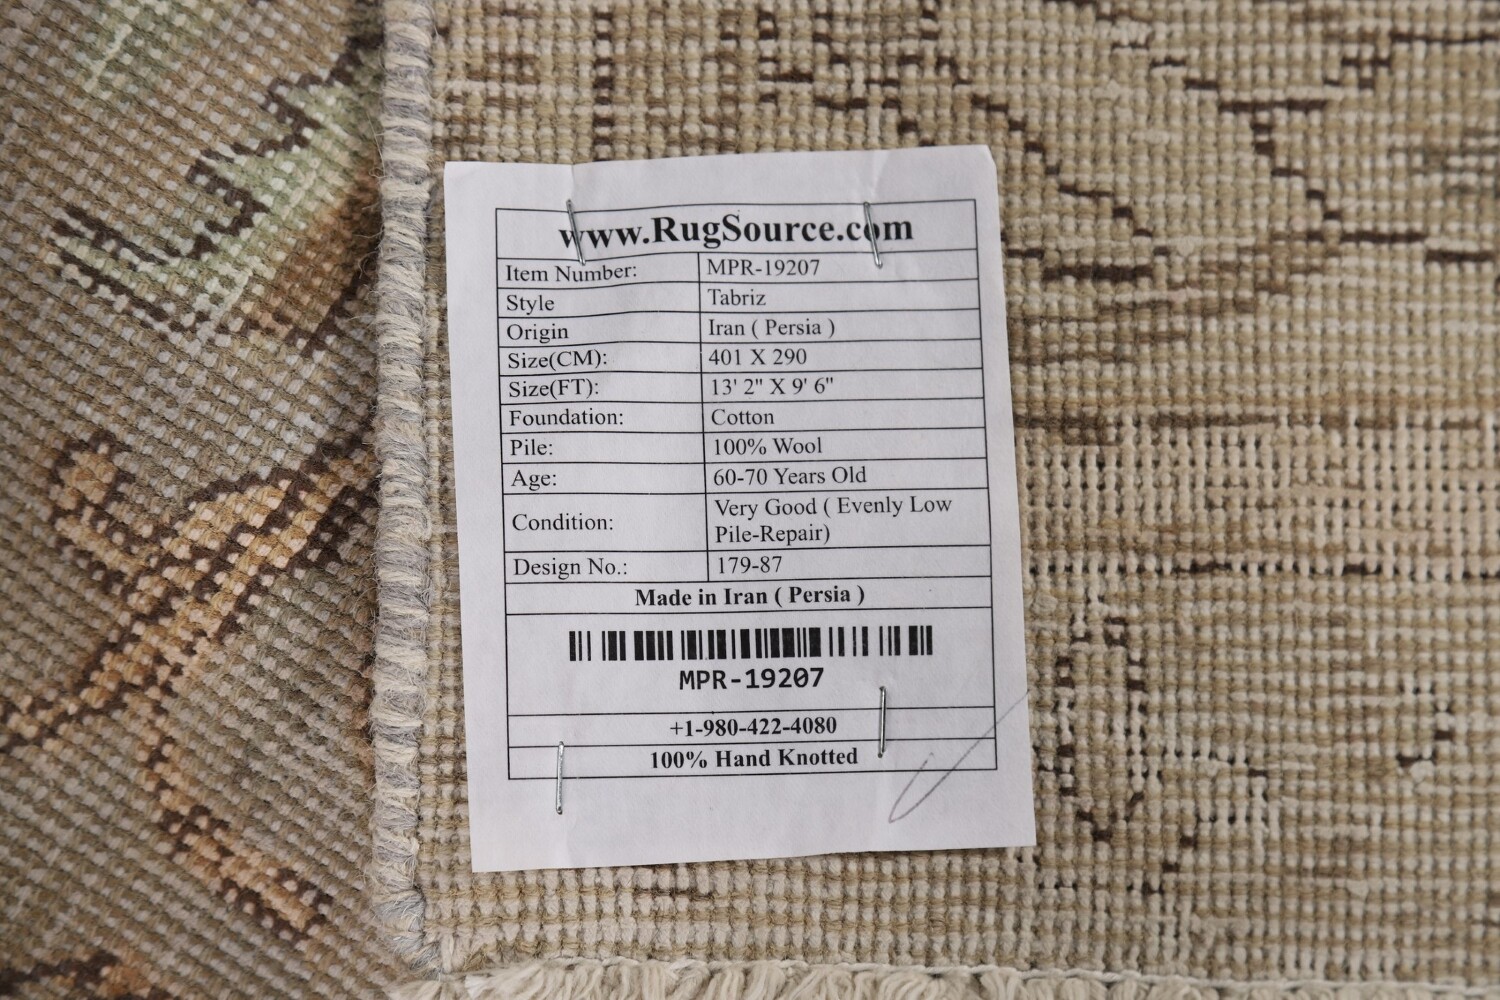 www.RugSource.com
Item Number: MPR-19207
Style Tabriz
Origin Iran ( Persia )
Size(CM): 401 X 290
Size(FT): 13' 2" X 9' 6"
Foundation: Cotton
Pile: 100% Wool
Age: 60-70 Years Old
Condition: Very Good ( Evenly Low
Pile-Repair)
Design No.: 179-87
Made in Iran ( Persia )
MPR-19207
+1-980-422-4080
100% Hand Knotted